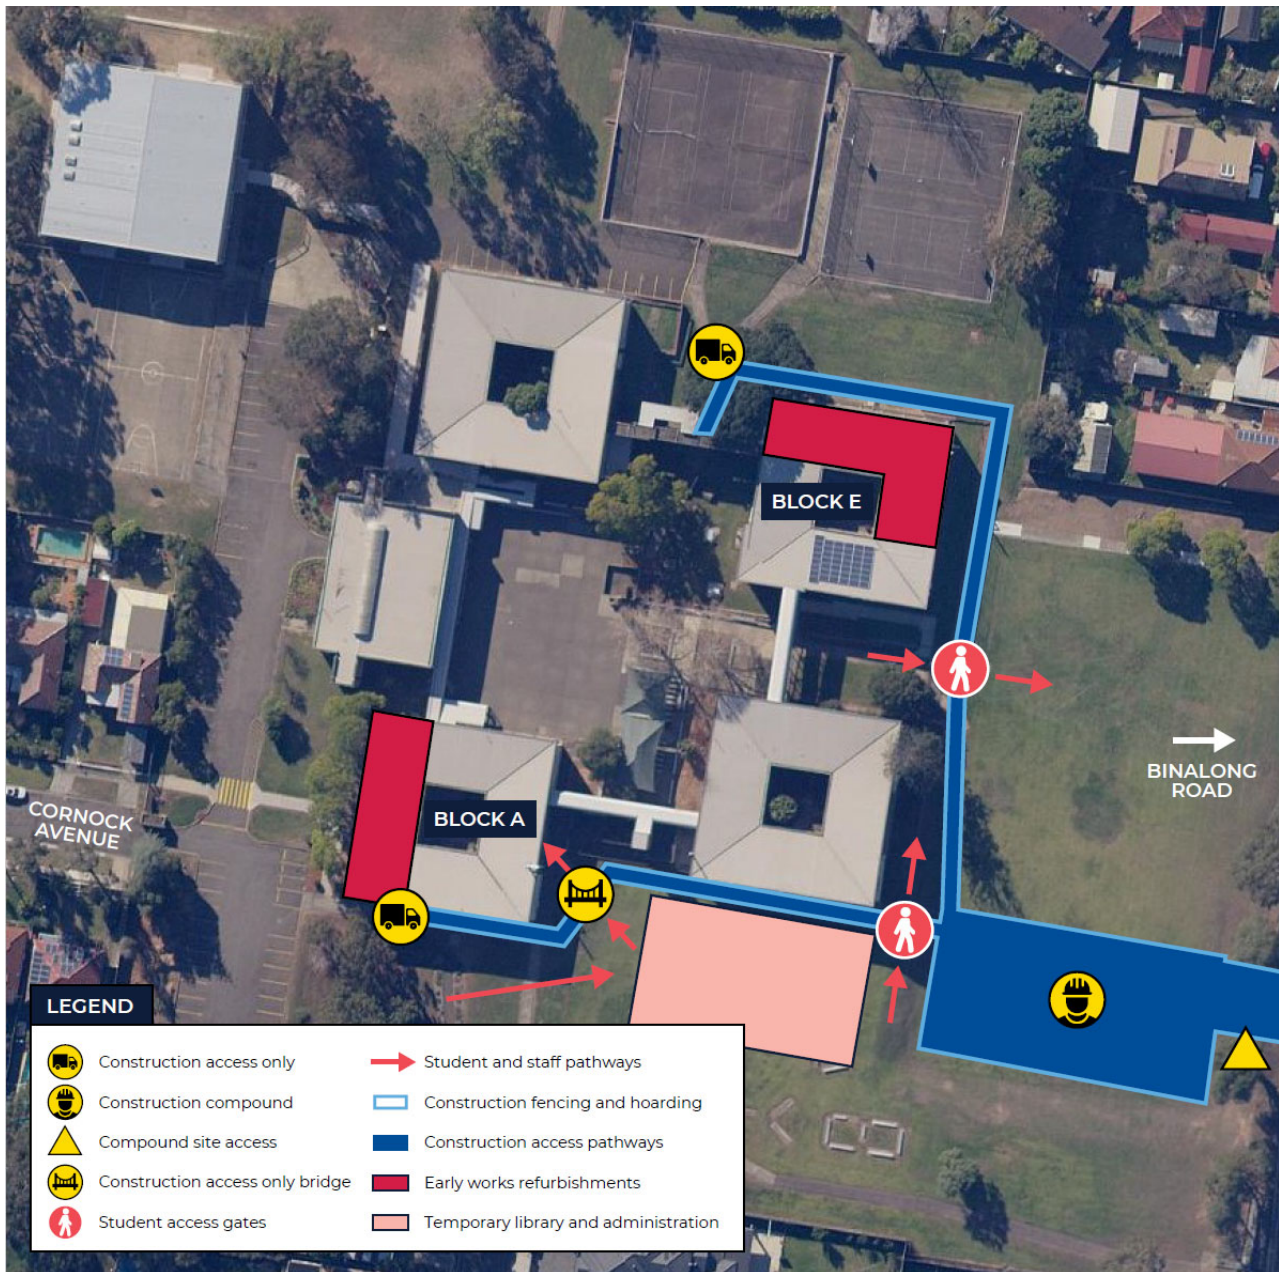 BLOCK E
BINALONG
ROAD
CORNOCK
AVENUE
BLOCK A
LEGEND
Construction access only
Construction compound
Compound site access
Construction access only bridge
Student access gates
Student and staff pathways
Construction fencing and hoarding
Construction access pathways
Early works refurbishments
Temporary library and administration